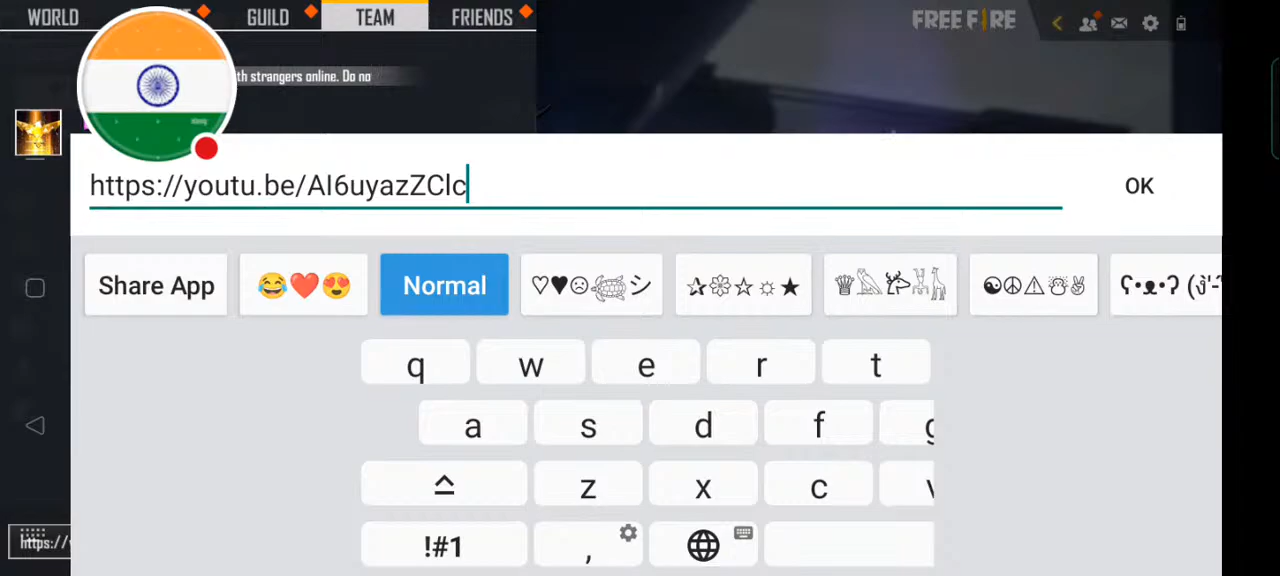 WORLD
GUILD
TEAM
FRIENDS
FREE FIRE
th strangers online. Do no
https://youtu.be/AI6uyazZClc
OK
Share App
😂❤️😍
Normal
q w e r t
a s d f
z x c
!#1 ,
https://